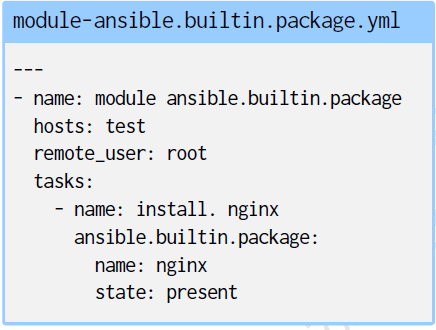 module-ansible.builtin.package.yml
---
- name: module ansible.builtin.package
  hosts: test
  remote_user: root
  tasks:
    - name: install. nginx
      ansible.builtin.package:
        name: nginx
        state: present